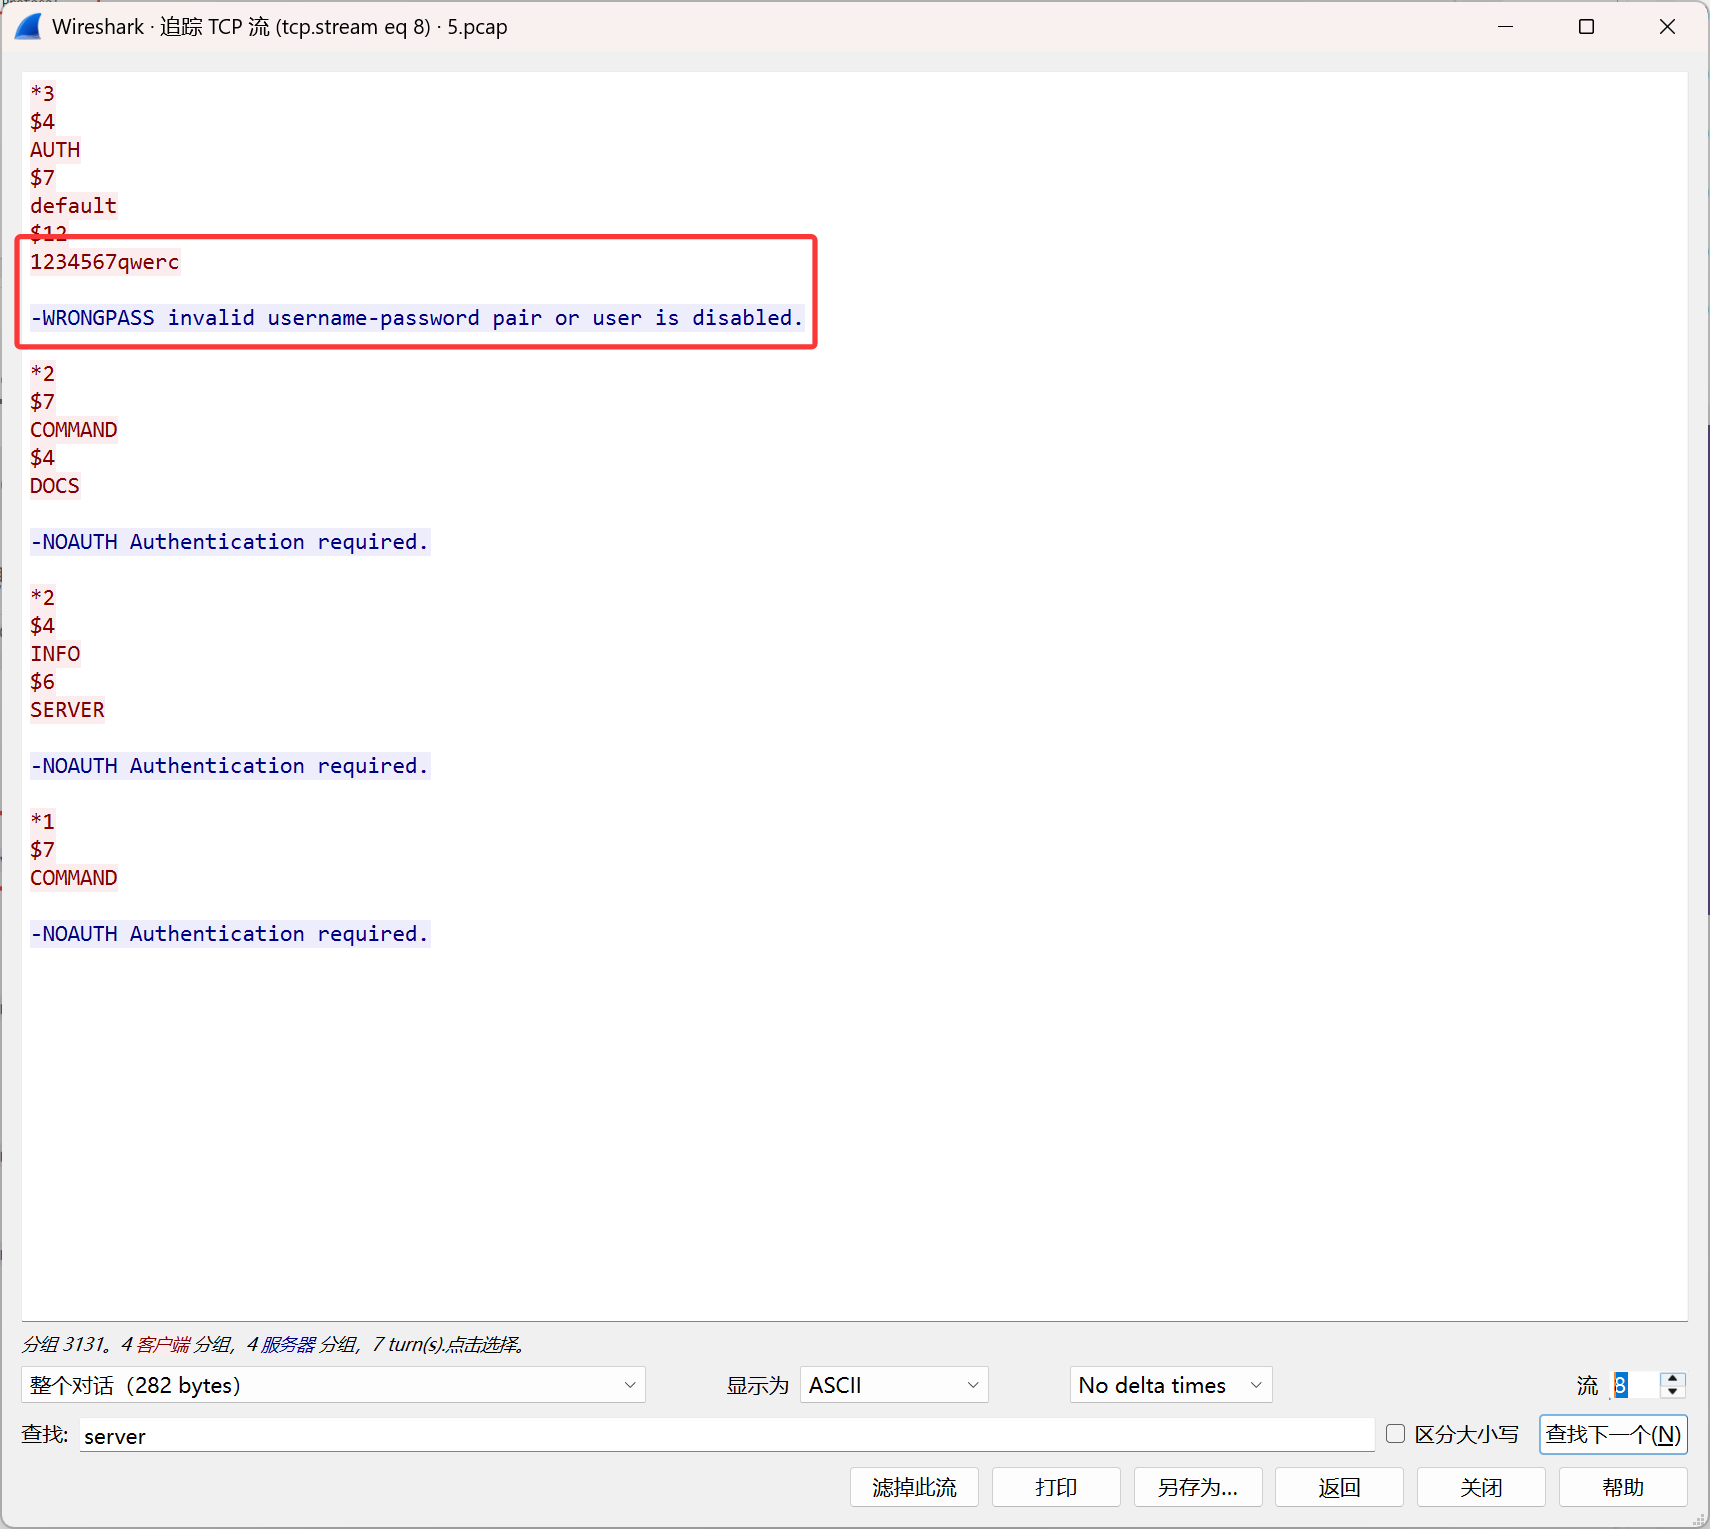 Wireshark · 追踪 TCP 流 (tcp.stream eq 8) · 5.pcap
*3
$4
AUTH
$7
default
$12
1234567qwerc
-WRONGPASS invalid username-password pair or user is disabled.
*2
$7
COMMAND
$4
DOCS
-NOAUTH Authentication required.
*2
$4
INFO
$6
SERVER
-NOAUTH Authentication required.
*1
$7
COMMAND
-NOAUTH Authentication required.
分组 3131。4 客户端 分组，4 服务器 分组，7 turn(s).点击选择。
整个对话（282 bytes） 显示为 ASCII No delta times 流 8
查找: server 区分大小写 查找下一个(N)
滤掉此流 打印 另存为... 返回 关闭 帮助